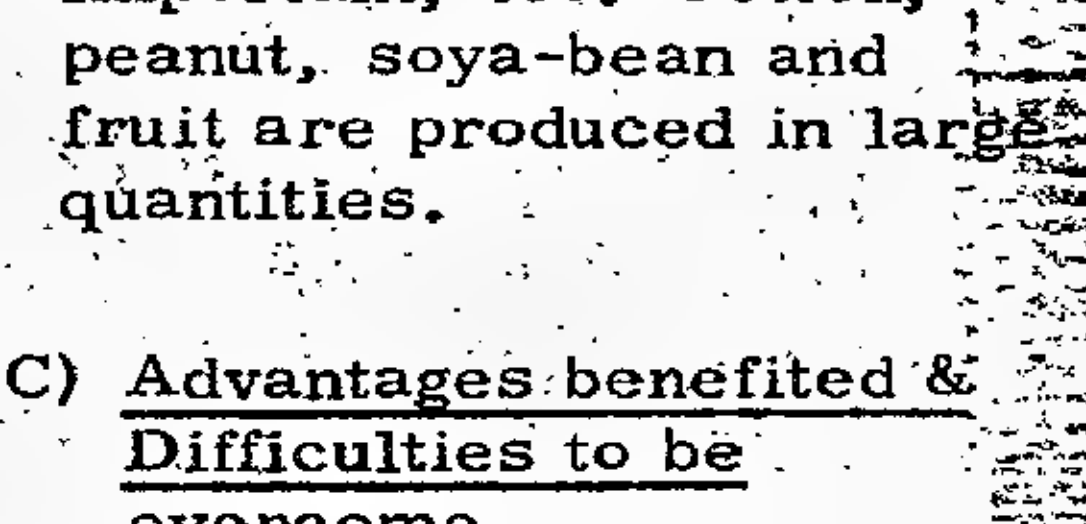 peanut, soya-bean and
fruit are produced in large
quantities.
C) Advantages benefited &
Difficulties to be